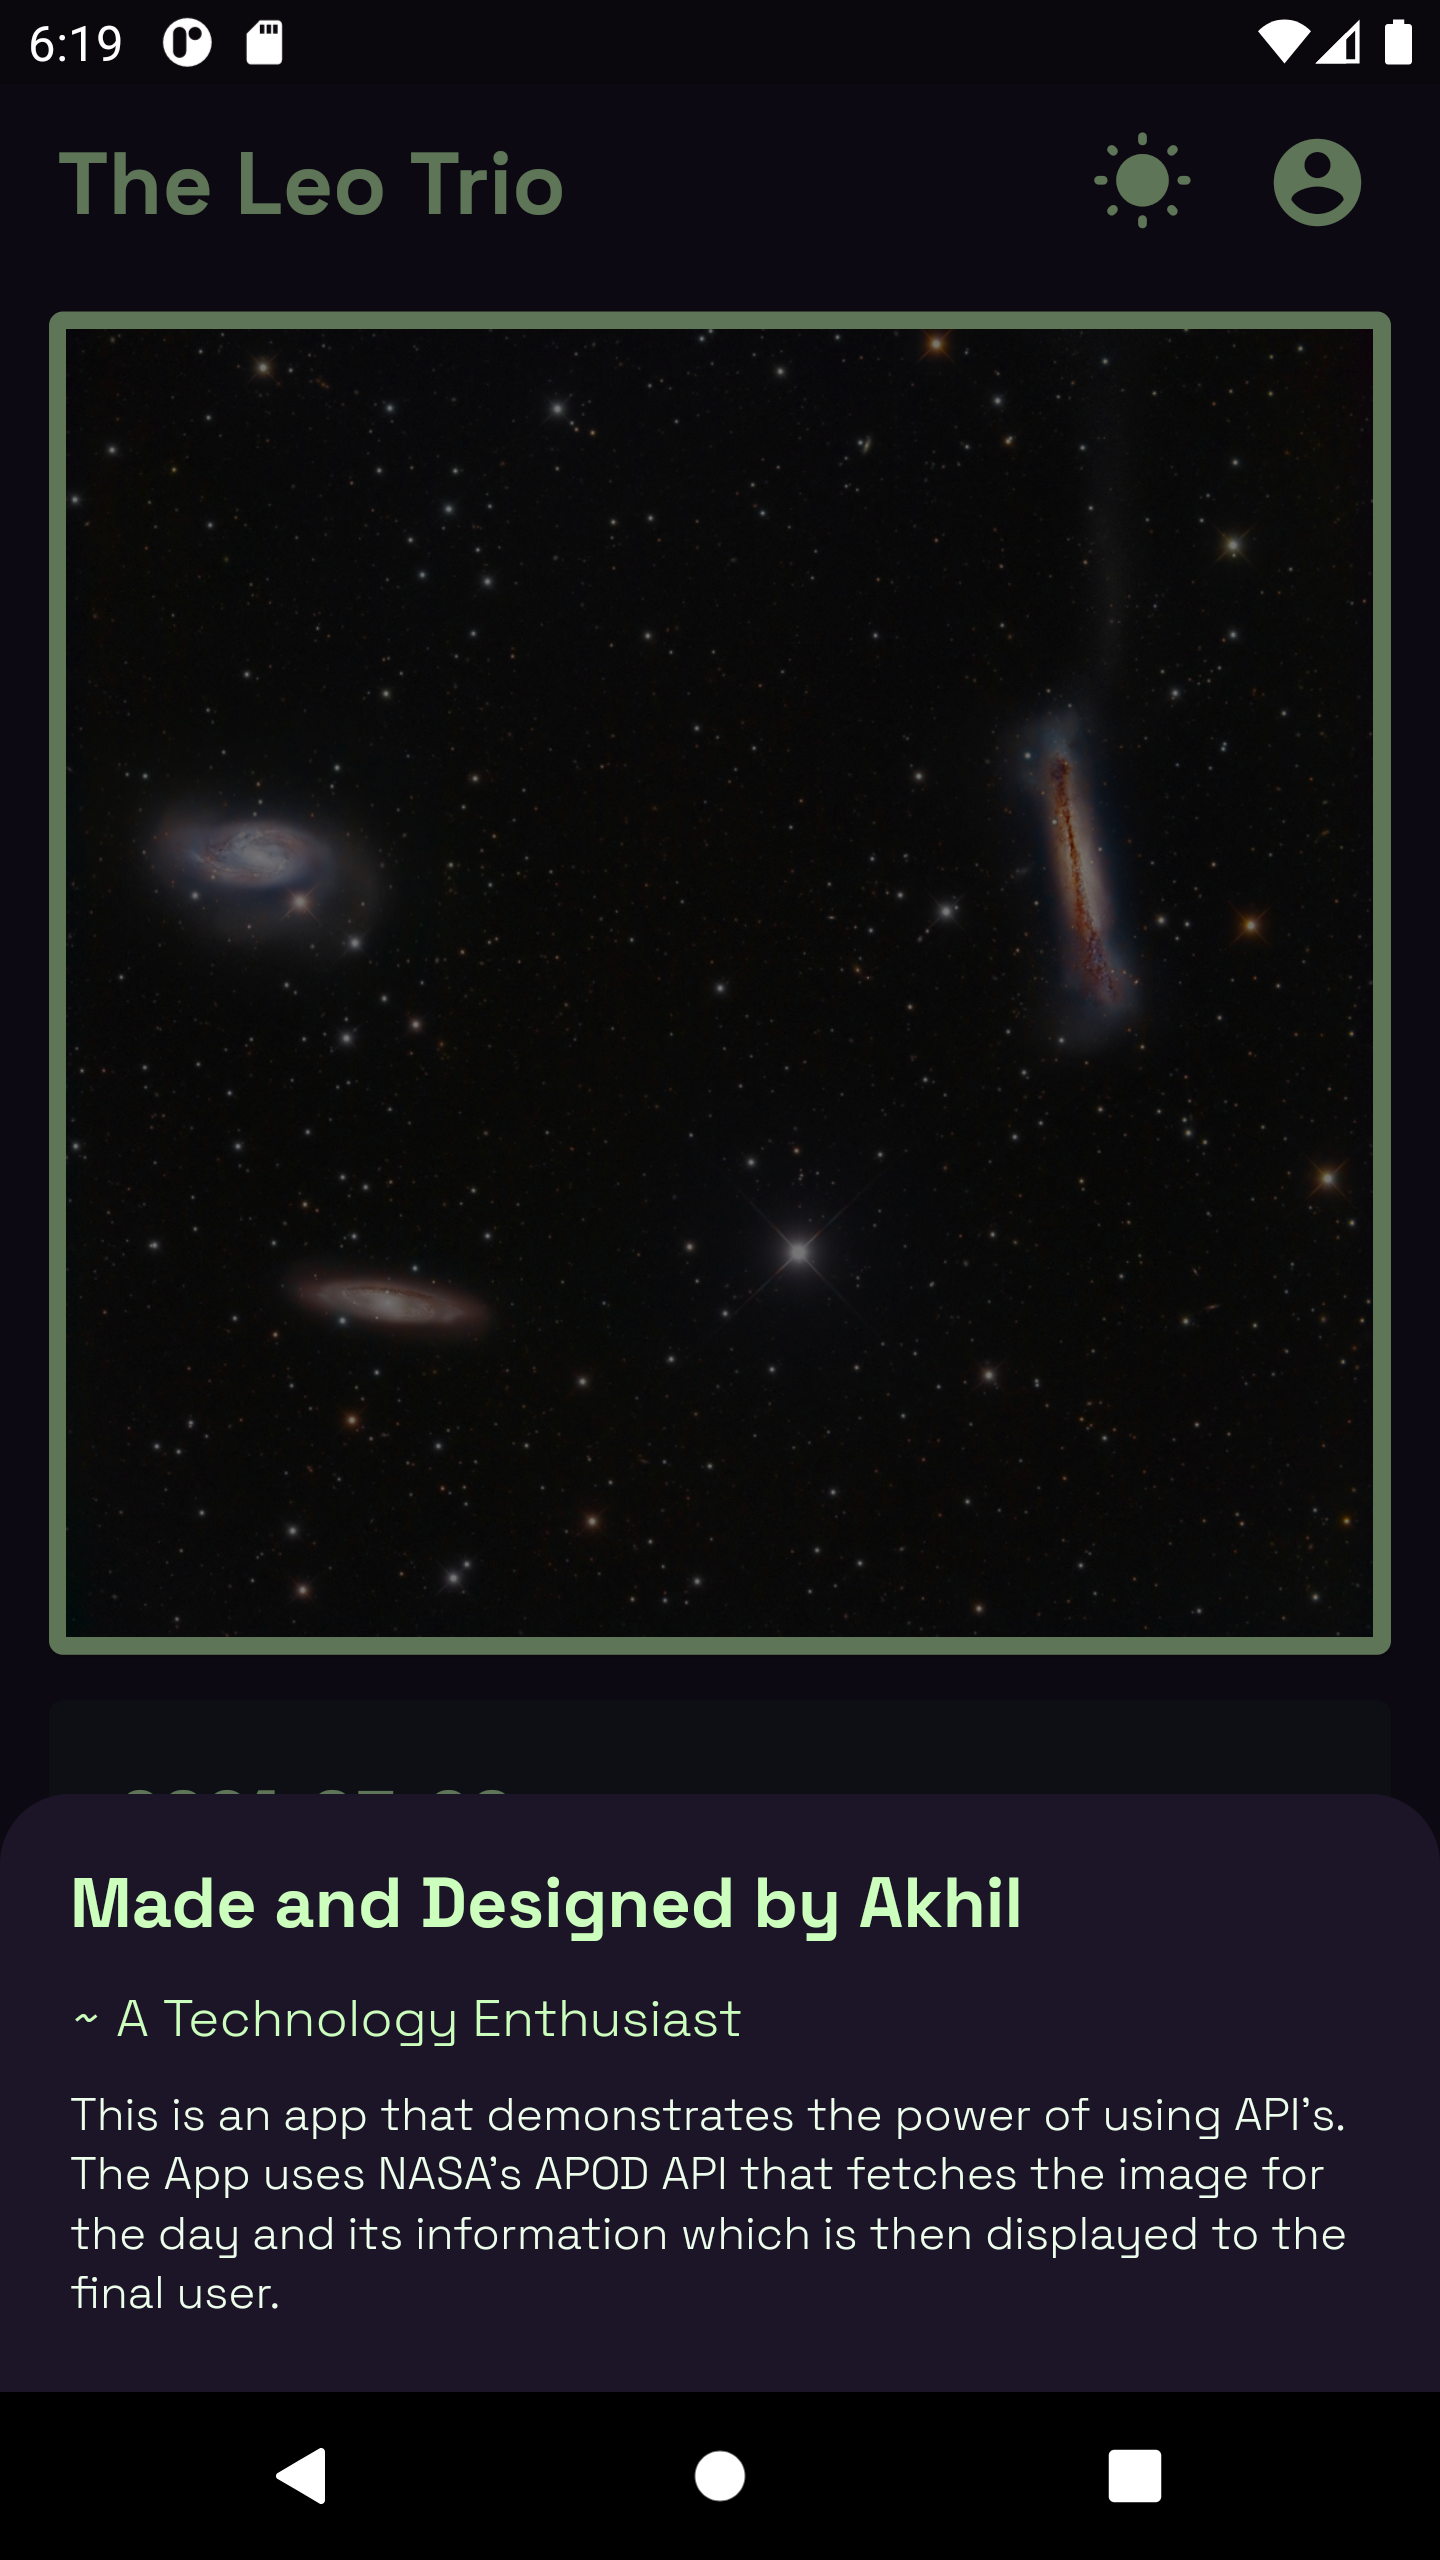 6:19
The Leo Trio
Made and Designed by Akhil
~ A Technology Enthusiast
This is an app that demonstrates the power of using API's.
The App uses NASA's APOD API that fetches the image for
the day and its information which is then displayed to the
final user.